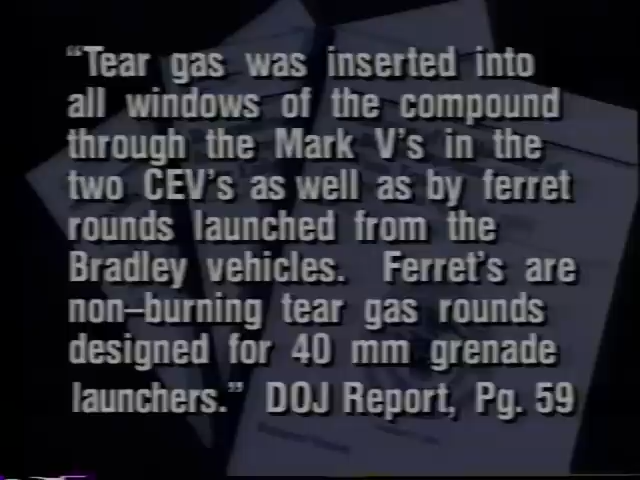 “Tear gas was inserted into
all windows of the compound
through the Mark V's in the
two CEV's as well as by ferret
rounds launched from the
Bradley vehicles. Ferret's are
non–burning tear gas rounds
designed for 40 mm grenade
launchers.” DOJ Report, Pg. 59